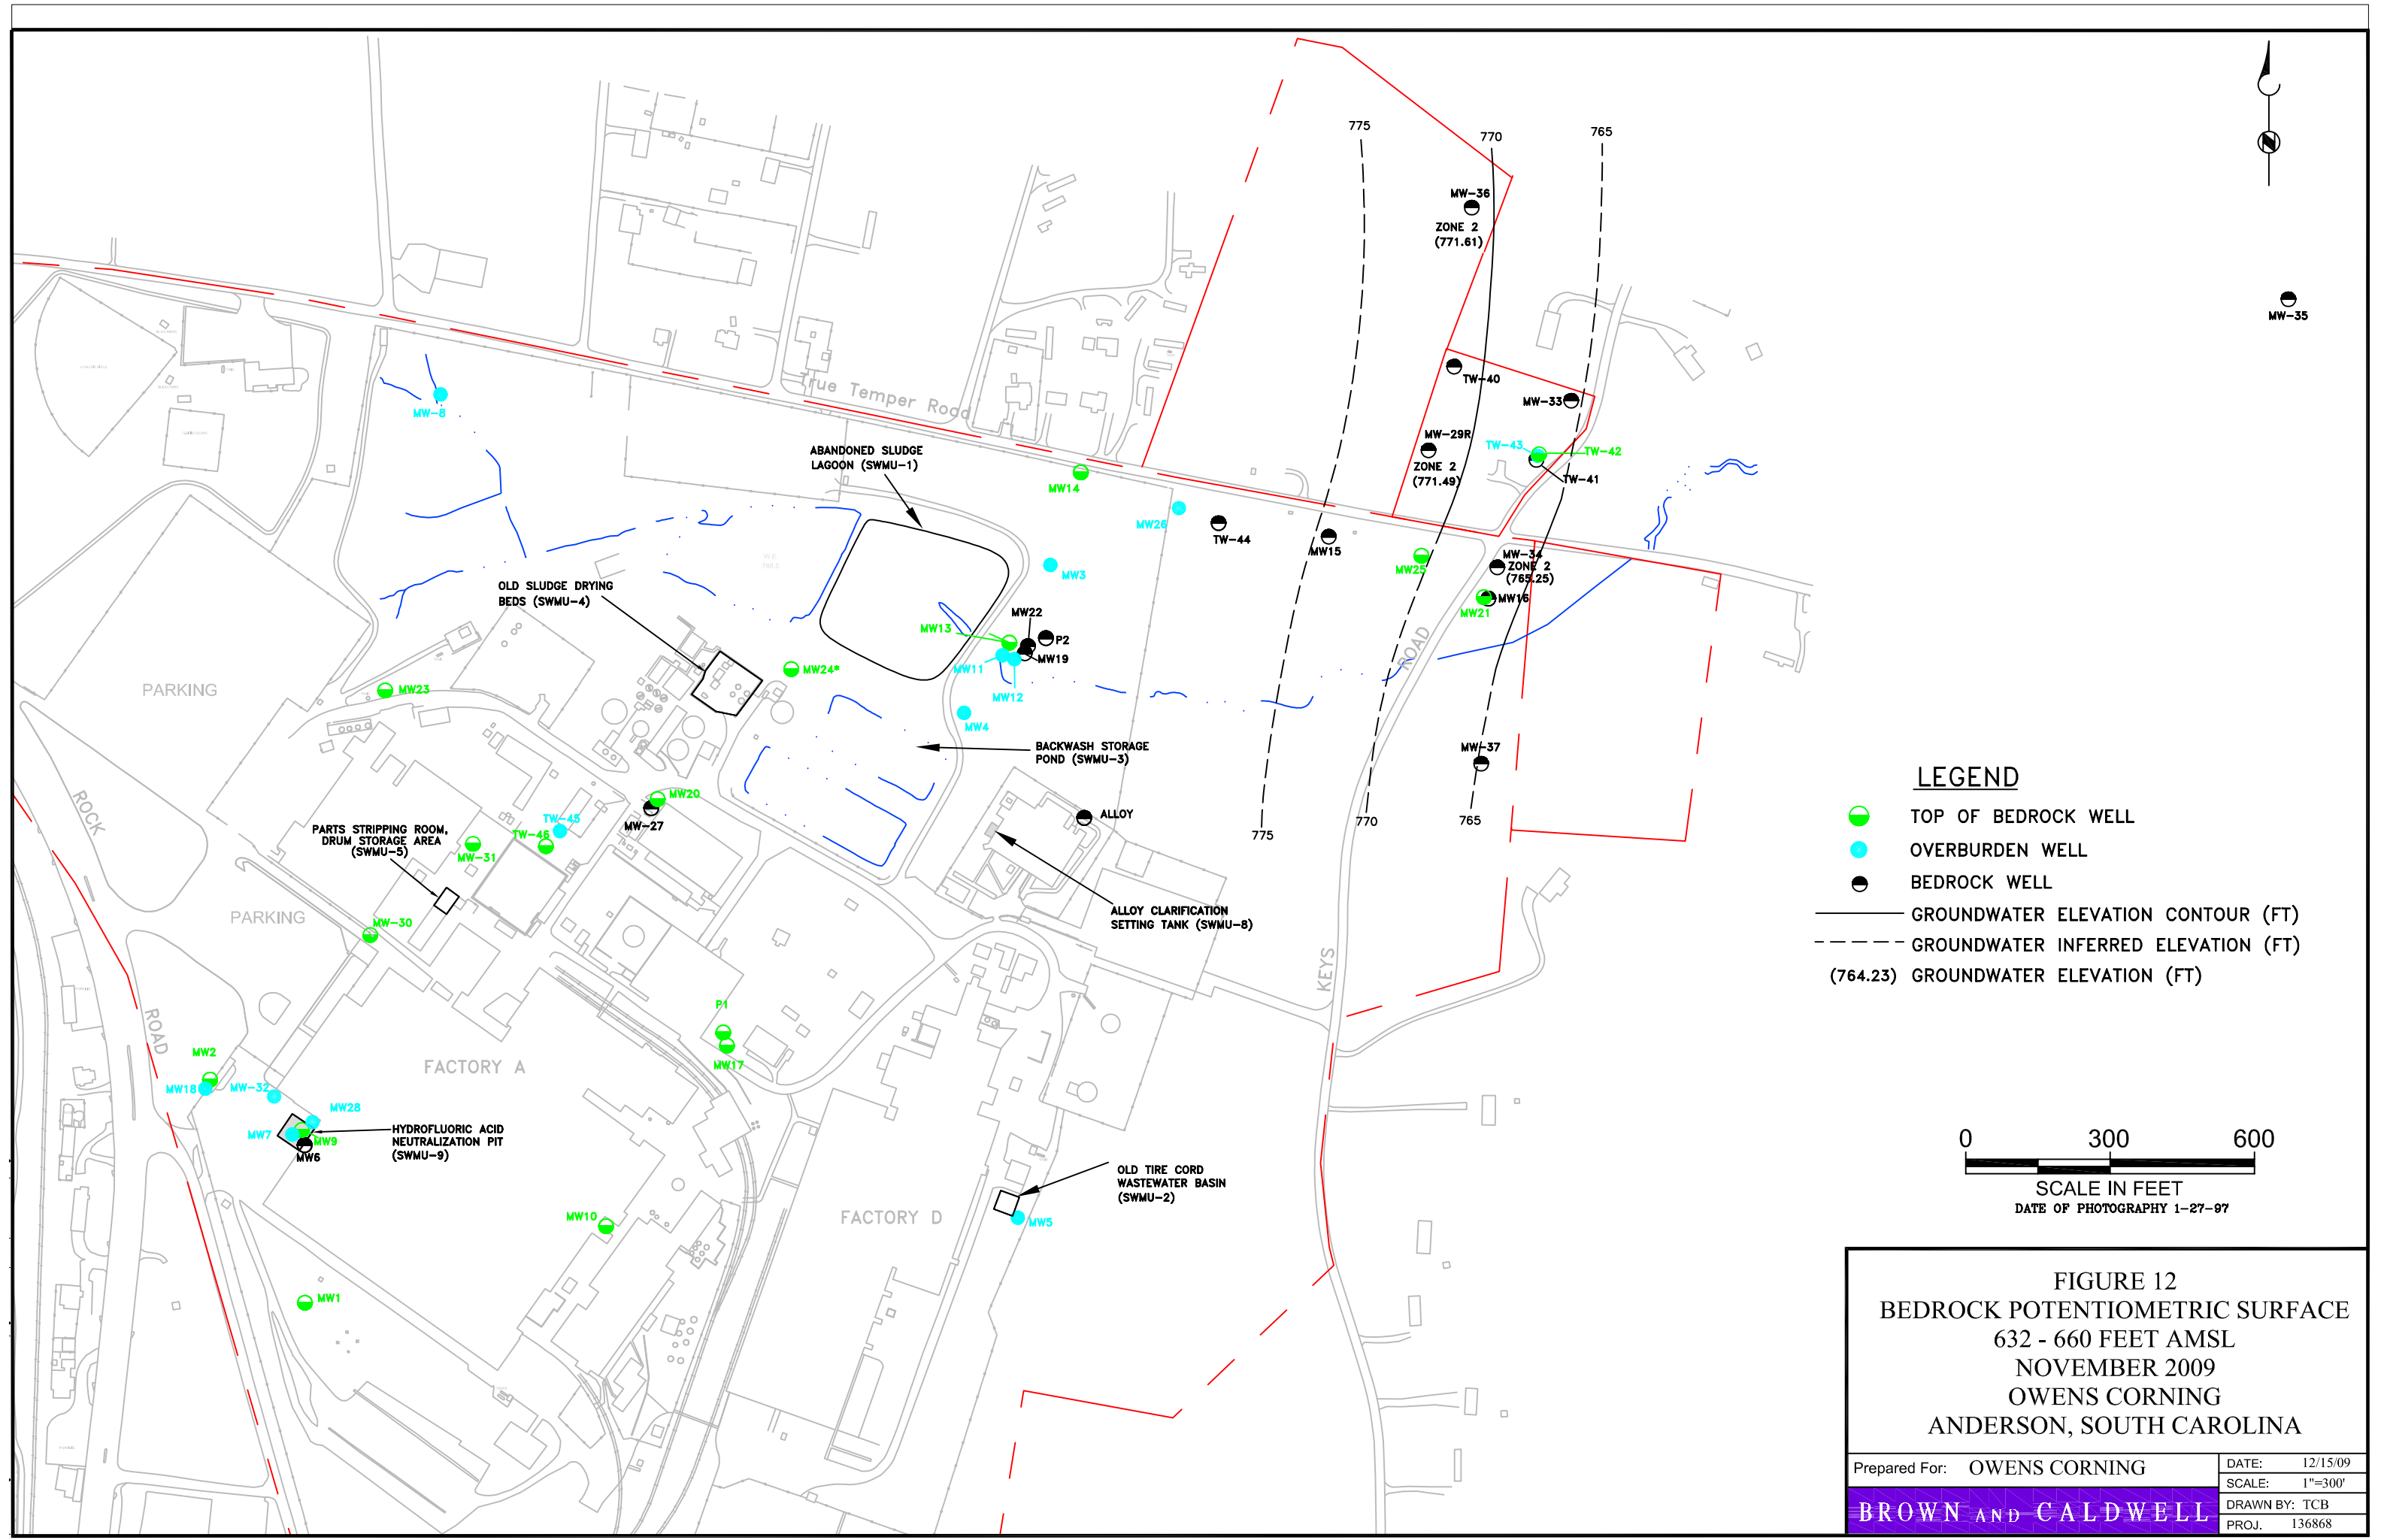 775
770
765
MW-36
ZONE 2
(771.61)
MW-35
TW-40
MW-33
MW-8
True Temper Road
MW-29R
ZONE 2
(771.49)
TW-43
TW-42
TW-41
ABANDONED SLUDGE
LAGOON (SWMU-1)
MW14
MW26
TW-44
MW15
MW25
MW-34
ZONE 2
(765.25)
MW3
OLD SLUDGE DRYING
BEDS (SWMU-4)
MW22
MW21
MW16
MW13
P2
MW19
MW11
MW12
MW24*
MW23
PARKING
ROAD
MW4
BACKWASH STORAGE
POND (SWMU-3)
MW-37
LEGEND
TOP OF BEDROCK WELL
OVERBURDEN WELL
BEDROCK WELL
GROUNDWATER ELEVATION CONTOUR (FT)
GROUNDWATER INFERRED ELEVATION (FT)
(764.23) GROUNDWATER ELEVATION (FT)
ROCK
MW20
MW-27
TW-45
TW-46
MW-31
ALLOY
775
770
765
PARTS STRIPPING ROOM,
DRUM STORAGE AREA
(SWMU-5)
PARKING
MW-30
ALLOY CLARIFICATION
SETTING TANK (SWMU-8)
KEYS
ROAD
P1
MW17
MW2
MW18
MW-32
FACTORY A
MW28
MW7
MW9
MW6
HYDROFLUORIC ACID
NEUTRALIZATION PIT
(SWMU-9)
OLD TIRE CORD
WASTEWATER BASIN
(SWMU-2)
MW10
FACTORY D
MW5
MW1
0 300 600
SCALE IN FEET
DATE OF PHOTOGRAPHY 1-27-97
FIGURE 12
BEDROCK POTENTIOMETRIC SURFACE
632 - 660 FEET AMSL
NOVEMBER 2009
OWENS CORNING
ANDERSON, SOUTH CAROLINA
Prepared For: OWENS CORNING
DATE: 12/15/09
SCALE: 1"=300'
BROWN AND CALDWELL
DRAWN BY: TCB
PROJ. 136868